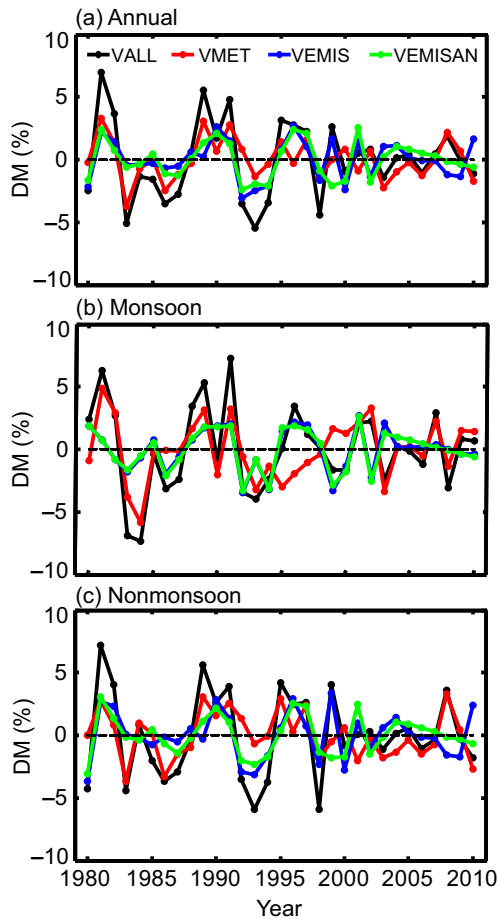 (a) Annual
10
VALL VMET VEMIS VEMISAN
5
DM (%)
0
−5
−10
(b) Monsoon
10
5
DM (%)
0
−5
−10
(c) Nonmonsoon
10
5
DM (%)
0
−5
−10
1980 1985 1990 1995 2000 2005 2010
Year